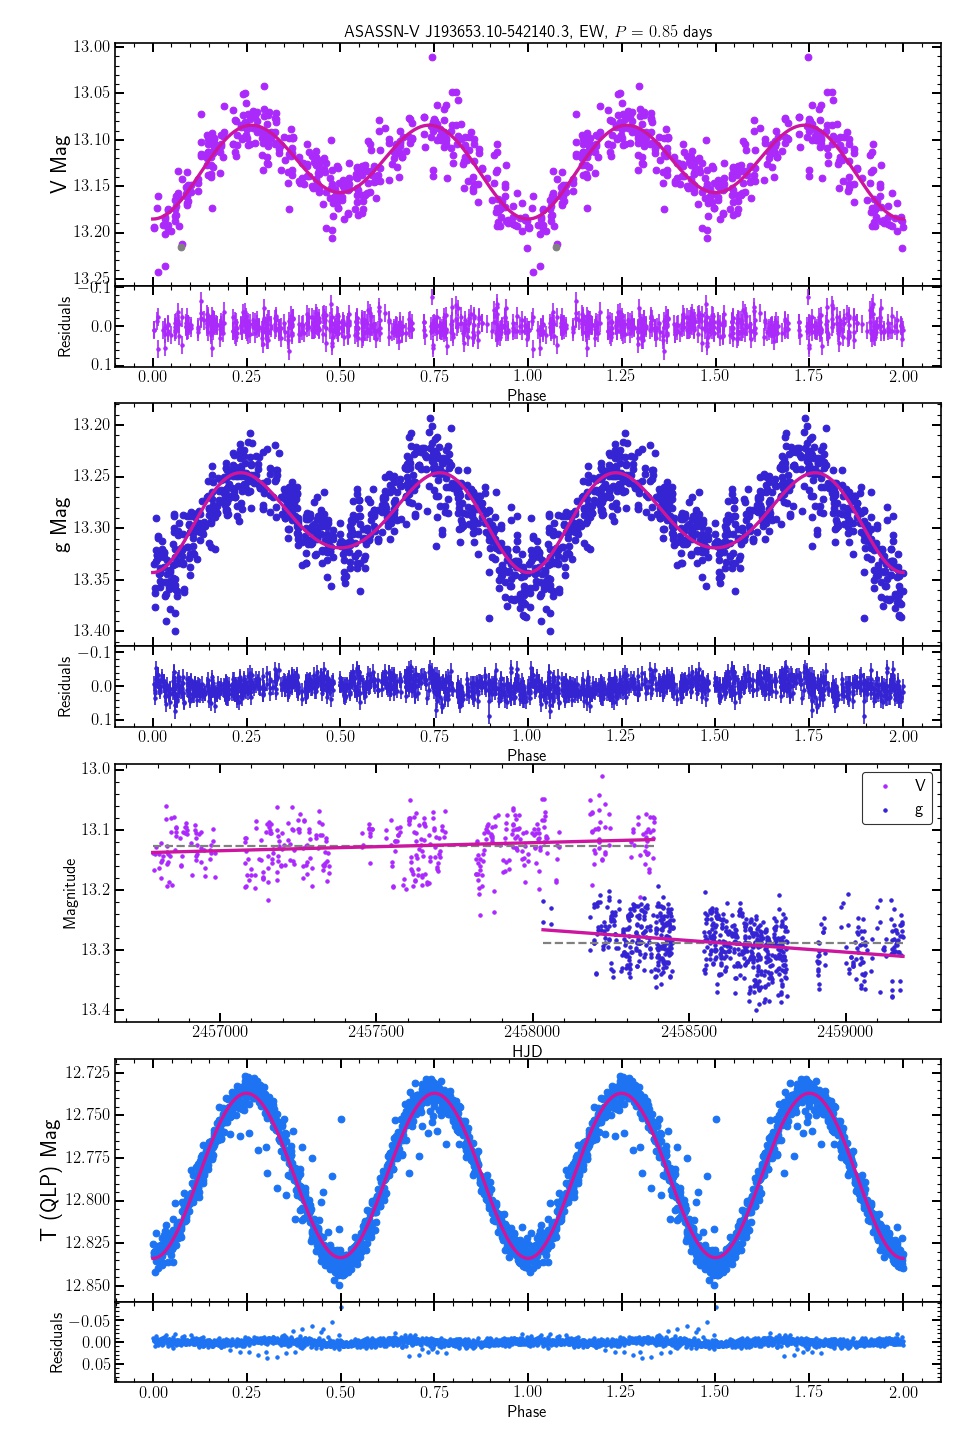 ASASSN-V J193653.10-542140.3, EW, P = 0.85 days
13.00
13.05
13.10
13.15
13.20
13.25
V Mag
−0.1
0.0
0.1
Residuals
0.00 0.25 0.50 0.75 1.00 1.25 1.50 1.75 2.00
Phase
13.20
13.25
13.30
13.35
13.40
g Mag
−0.1
0.0
0.1
Residuals
0.00 0.25 0.50 0.75 1.00 1.25 1.50 1.75 2.00
Phase
13.0
13.1
13.2
13.3
13.4
Magnitude
V
g
2457000 2457500 2458000 2458500 2459000
HJD
12.725
12.750
12.775
12.800
12.825
12.850
T (QLP) Mag
−0.05
0.00
0.05
Residuals
0.00 0.25 0.50 0.75 1.00 1.25 1.50 1.75 2.00
Phase